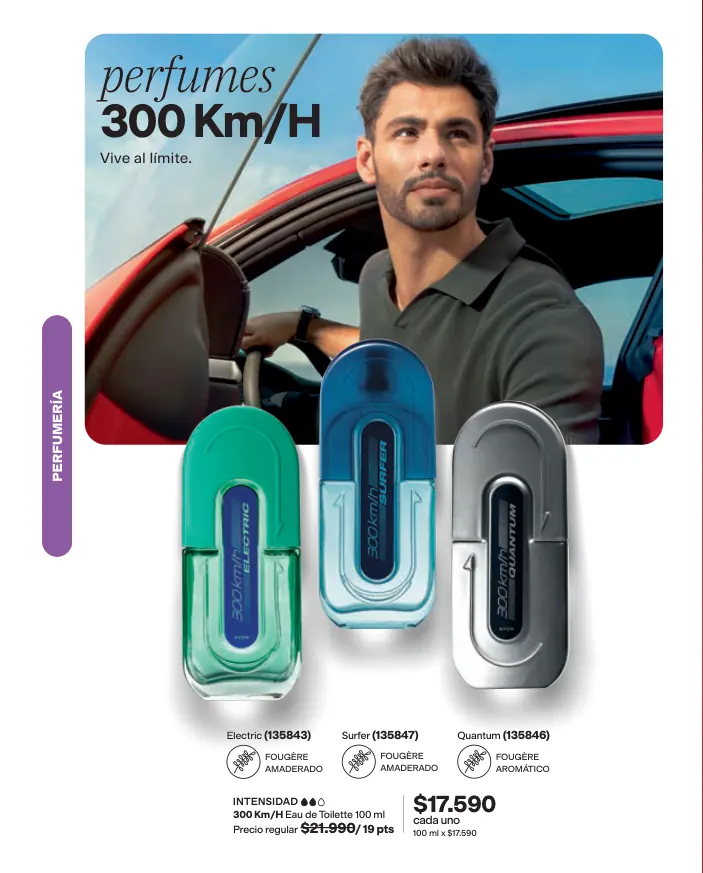 perfumes
300 Km/H
Vive al límite.
PERFUMERÍA
300 km/h
ELECTRIC
AVON
300 km/h
SURFER
300 km/h
QUANTUM
AVON
Electric (135843)
FOUGÈRE
AMADERADO
Surfer (135847)
FOUGÈRE
AMADERADO
Quantum (135846)
FOUGÈRE
AROMÁTICO
INTENSIDAD
300 Km/H Eau de Toilette 100 ml
Precio regular $21.990/ 19 pts
$17.590
cada uno
100 ml x $17.590